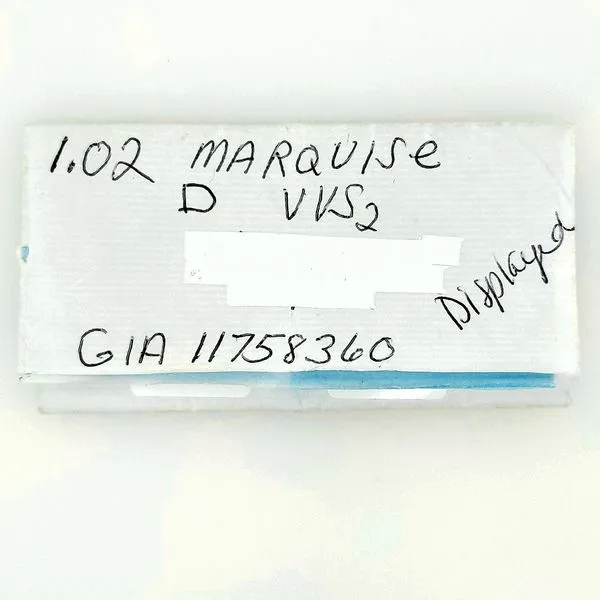 1.02 MARQUISe
D VVS2
Displayed
GIA 11758360